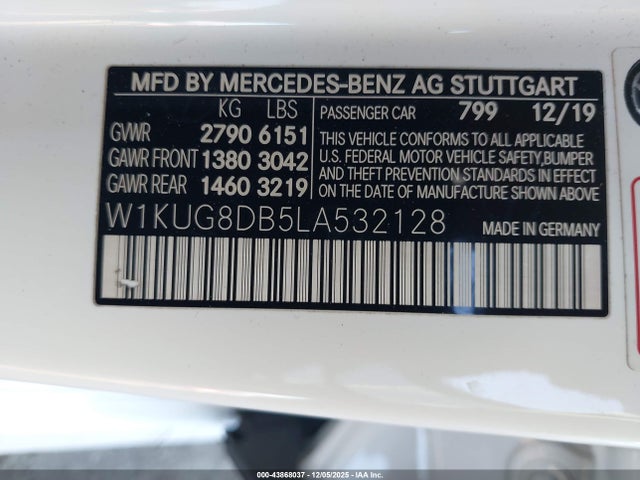 MFD BY MERCEDES-BENZ AG STUTTGART
KG LBS
GVWR 2790 6151
GAWR FRONT 1380 3042
GAWR REAR 1460 3219
PASSENGER CAR 799 12/19
THIS VEHICLE CONFORMS TO ALL APPLICABLE
U.S. FEDERAL MOTOR VEHICLE SAFETY, BUMPER
AND THEFT PREVENTION STANDARDS IN EFFECT
ON THE DATE OF MANUFACTURE SHOWN ABOVE.
W1KUG8DB5LA532128 MADE IN GERMANY
00-43868037 - 12/05/2025 - IAA Inc.